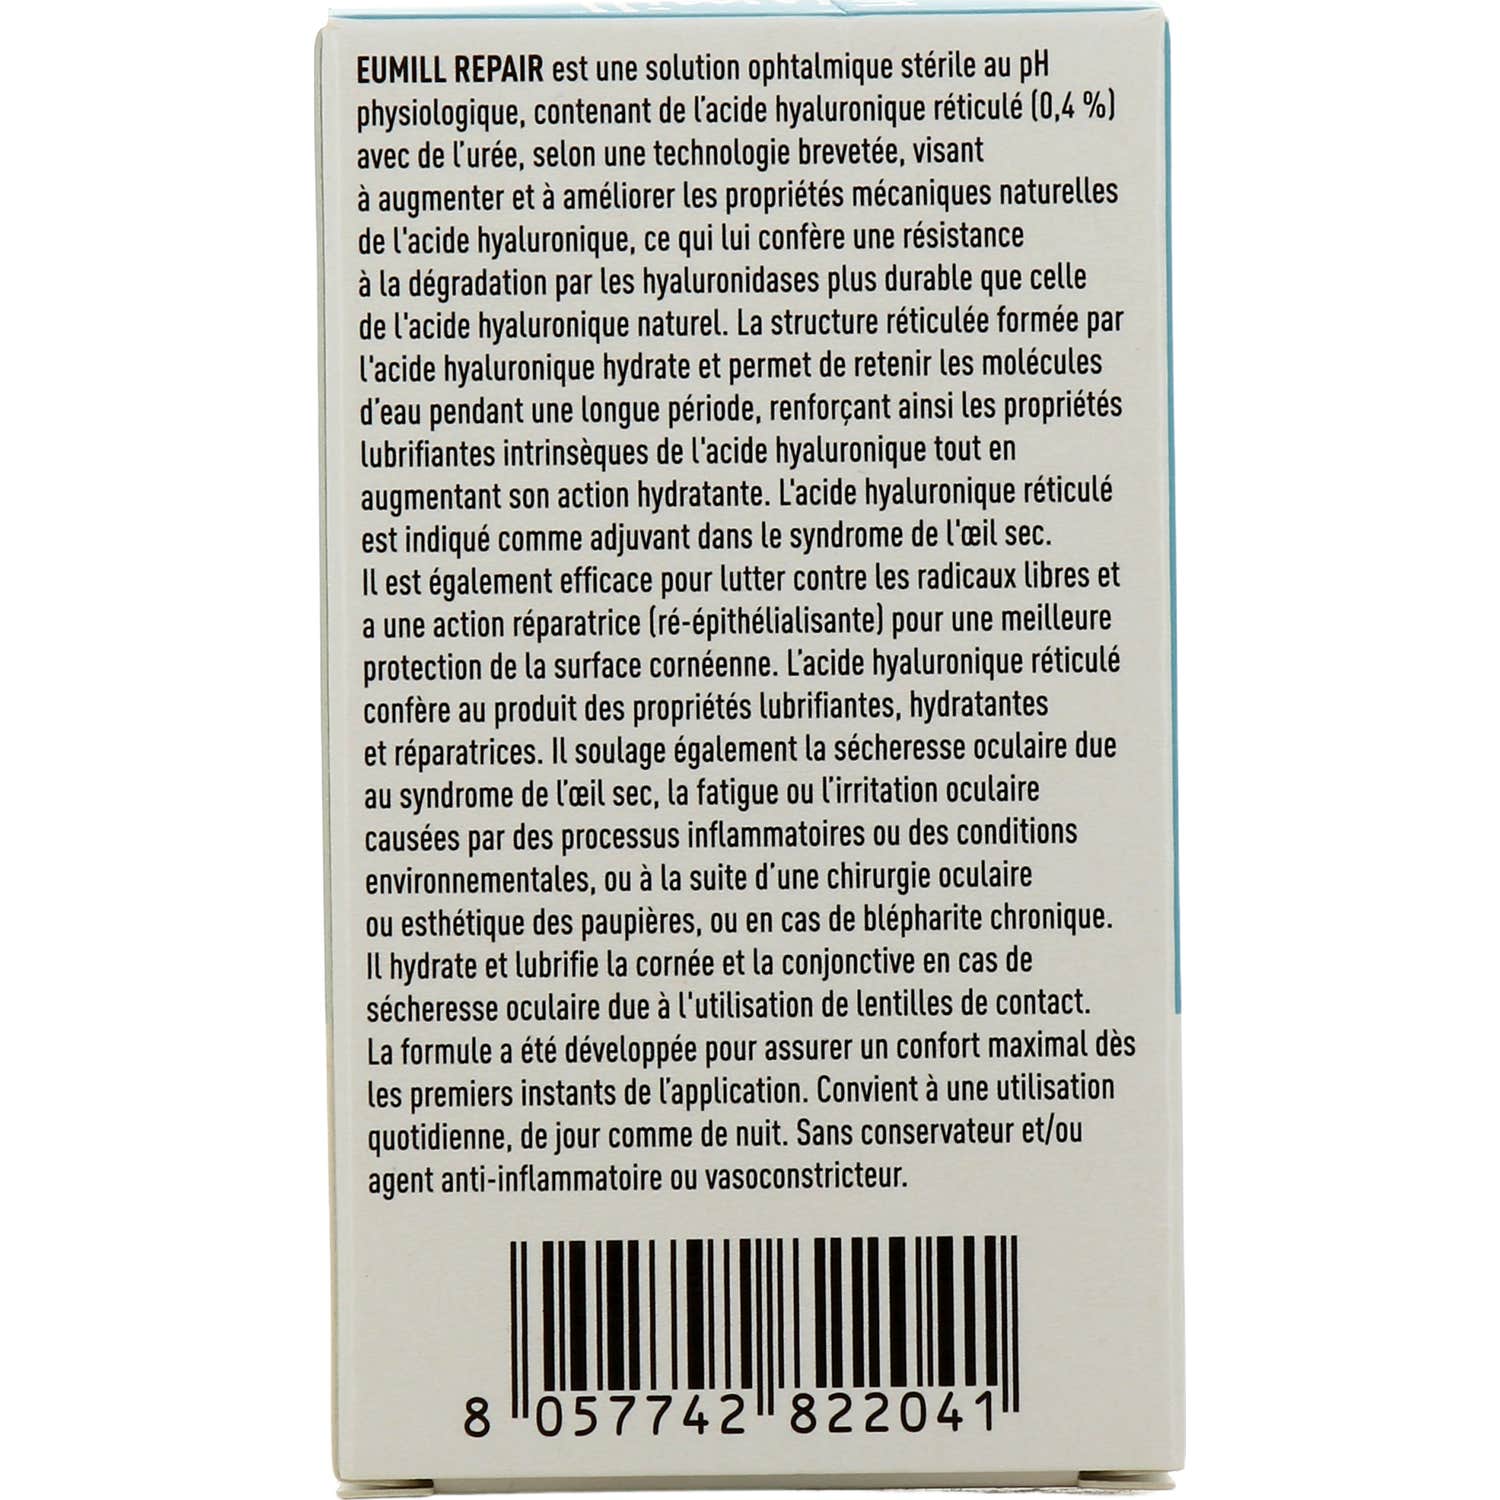 EUMILL REPAIR est une solution ophtalmique stérile au pH
physiologique, contenant de l'acide hyaluronique réticulé (0,4 %)
avec de l'urée, selon une technologie brevetée, visant
à augmenter et à améliorer les propriétés mécaniques naturelles
de l'acide hyaluronique, ce qui lui confère une résistance
à la dégradation par les hyaluronidases plus durable que celle
de l'acide hyaluronique naturel. La structure réticulée formée par
l'acide hyaluronique hydrate et permet de retenir les molécules
d'eau pendant une longue période, renforçant ainsi les propriétés
lubrifiantes intrinsèques de l'acide hyaluronique tout en
augmentant son action hydratante. L'acide hyaluronique réticulé
est indiqué comme adjuvant dans le syndrome de l'œil sec.
Il est également efficace pour lutter contre les radicaux libres et
a une action réparatrice (ré-épithélialisante) pour une meilleure
protection de la surface cornéenne. L'acide hyaluronique réticulé
confère au produit des propriétés lubrifiantes, hydratantes
et réparatrices. Il soulage également la sécheresse oculaire due
au syndrome de l'œil sec, la fatigue ou l'irritation oculaire
causées par des processus inflammatoires ou des conditions
environnementales, ou à la suite d'une chirurgie oculaire
ou esthétique des paupières, ou en cas de blépharite chronique.
Il hydrate et lubrifie la cornée et la conjonctive en cas de
sécheresse oculaire due à l'utilisation de lentilles de contact.
La formule a été développée pour assurer un confort maximal dès
les premiers instants de l'application. Convient à une utilisation
quotidienne, de jour comme de nuit. Sans conservateur et/ou
agent anti-inflammatoire ou vasoconstricteur.
8 057742 822041